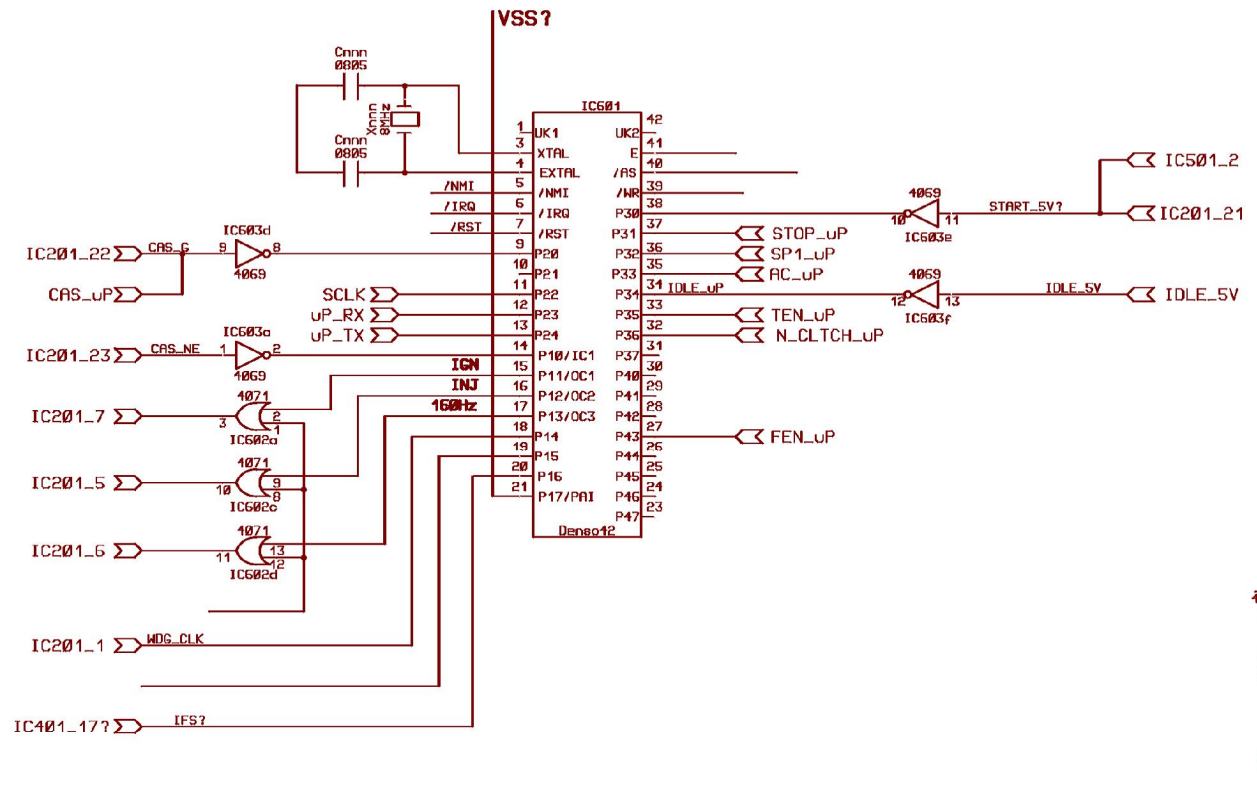 VSS?
Cnnn
0805
8MHz
XUUU
Cnnn
0805
IC601
1 UK1 UK2 42
3 XTAL E 41
4 EXTAL /AS 40
/NMI 5 /NMI /WR 39
/IRQ 6 /IRQ P30 38
/RST 7 /RST P31 37 STOP_uP
9 P20 P32 36 SP1_uP
10 P21 P33 35 AC_uP
SCLK 11 P22 P34 34 IDLE_uP
uP_RX 12 P23 P35 33 TEN_uP
uP_TX 13 P24 P36 32 N_CLTCH_uP
14 P10/IC1 P37 31
IGN 15 P11/OC1 P40 30
INJ 16 P12/OC2 P41 29
160Hz 17 P13/OC3 P42 28
18 P14 P43 27 FEN_uP
19 P15 P44 26
20 P16 P45 25
21 P17/PAI P46 24
P47 23
Denso42
IC501_2
4069
10 11 START_5V? IC201_21
IC603e
4069
12 13 IDLE_5V IDLE_5V
IC603f
IC603d
IC201_22 CAS_G 9 8
4069
CAS_uP
IC603a
IC201_23 CAS_NE 1 2
4069
4071
IC201_7 3 2
1
IC602a
4071
IC201_5 10 9
8
IC602c
4071
IC201_6 11 13
12
IC602d
IC201_1 WDG_CLK
IC401_17? IFS?